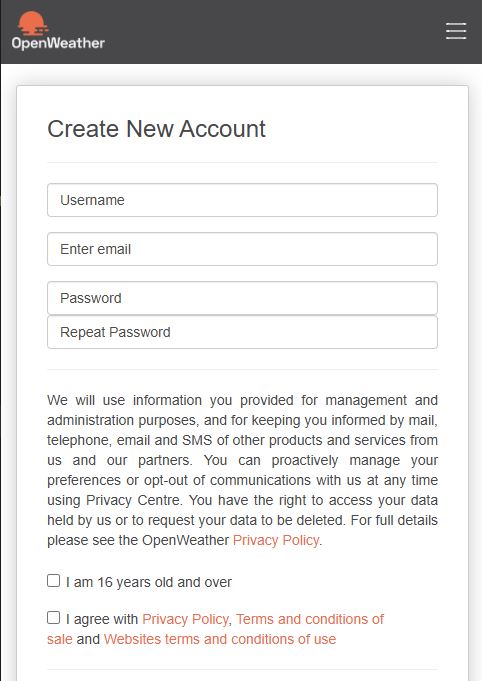 OpenWeather
Create New Account
Username
Enter email
Password
Repeat Password
We will use information you provided for management and
administration purposes, and for keeping you informed by mail,
telephone, email and SMS of other products and services from
us and our partners. You can proactively manage your
preferences or opt-out of communications with us at any time
using Privacy Centre. You have the right to access your data
held by us or to request your data to be deleted. For full details
please see the OpenWeather Privacy Policy.
I am 16 years old and over
I agree with Privacy Policy, Terms and conditions of
sale and Websites terms and conditions of use